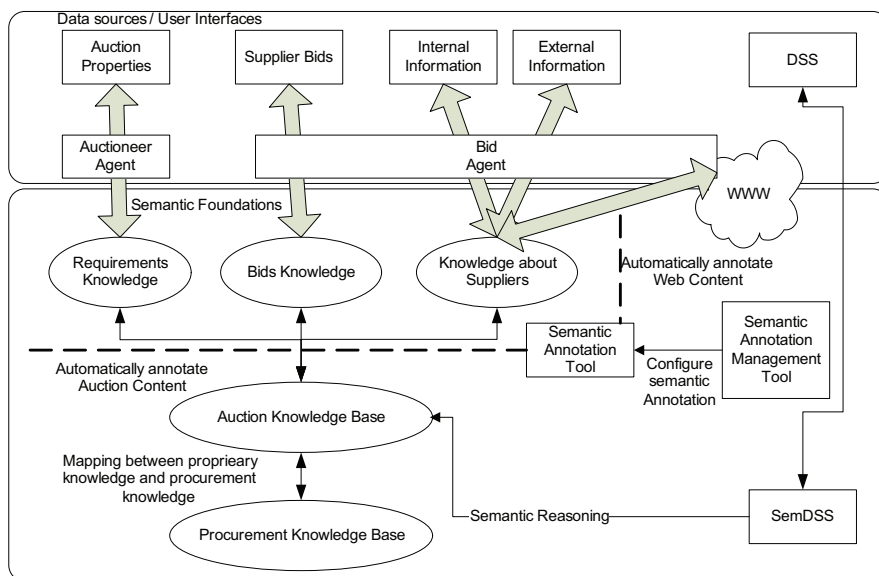 Data sources / User Interfaces
Auction
Properties
Supplier Bids
Internal
Information
External
Information
DSS
Auctioneer
Agent
Bid
Agent
WWW
Semantic Foundations
Requirements
Knowledge
Bids Knowledge
Knowledge about
Suppliers
Automatically annotate
Web Content
Semantic
Annotation
Tool
Semantic
Annotation
Management
Tool
Configure
semantic
Annotation
Automatically annotate
Auction Content
Auction Knowledge Base
Mapping between proprieary
knowledge and procurement
knowledge
Procurement Knowledge Base
Semantic Reasoning
SemDSS